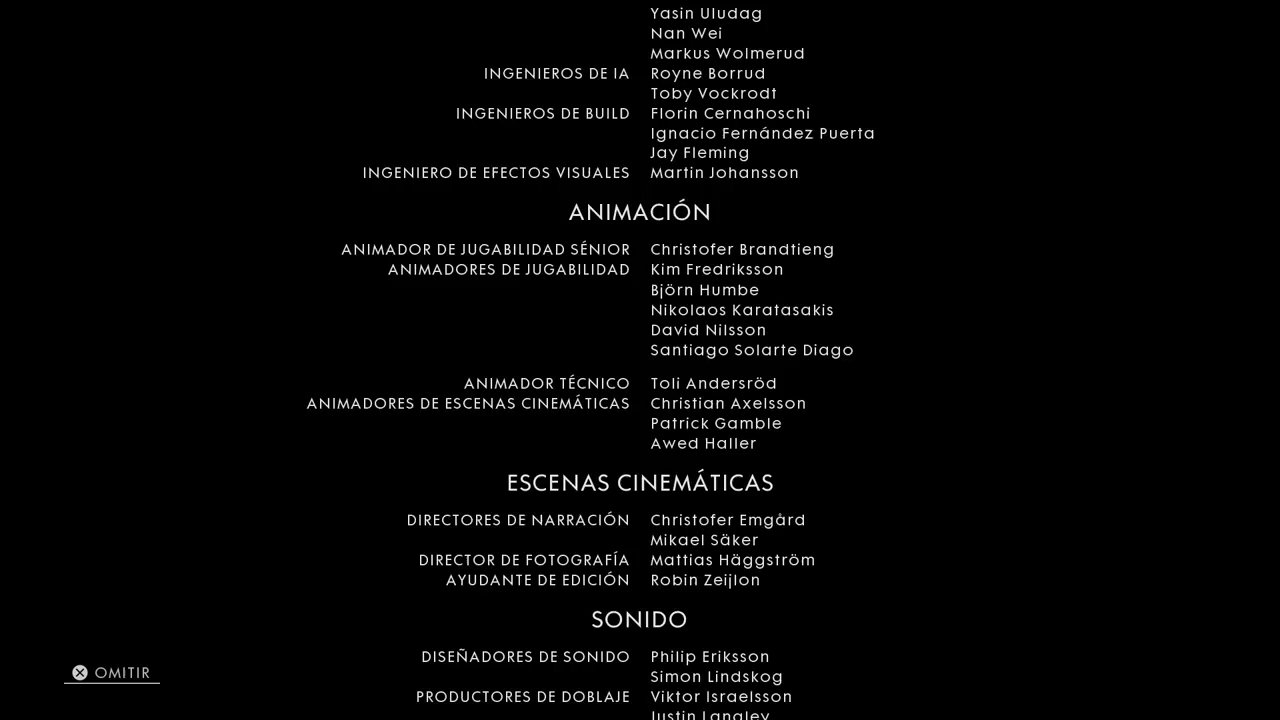 Yasin Uludag
Nan Wei
Markus Wolmerud
INGENIEROS DE IA Royne Borrud
Toby Vockrodt
INGENIEROS DE BUILD Florin Cernahoschi
Ignacio Fernández Puerta
Jay Fleming
INGENIERO DE EFECTOS VISUALES Martin Johansson
ANIMACIÓN
ANIMADOR DE JUGABILIDAD SÉNIOR Christofer Brandtieng
ANIMADORES DE JUGABILIDAD Kim Fredriksson
Björn Humbe
Nikolaos Karatasakis
David Nilsson
Santiago Solarte Diago
ANIMADOR TÉCNICO Toli Andersröd
ANIMADORES DE ESCENAS CINEMÁTICAS Christian Axelsson
Patrick Gamble
Awed Haller
ESCENAS CINEMÁTICAS
DIRECTORES DE NARRACIÓN Christofer Emgård
Mikael Säker
DIRECTOR DE FOTOGRAFÍA Mattias Häggström
AYUDANTE DE EDICIÓN Robin Zeijlon
SONIDO
DISEÑADORES DE SONIDO Philip Eriksson
Simon Lindskog
OMITIR
PRODUCTORES DE DOBLAJE Viktor Israelsson
Justin Langley